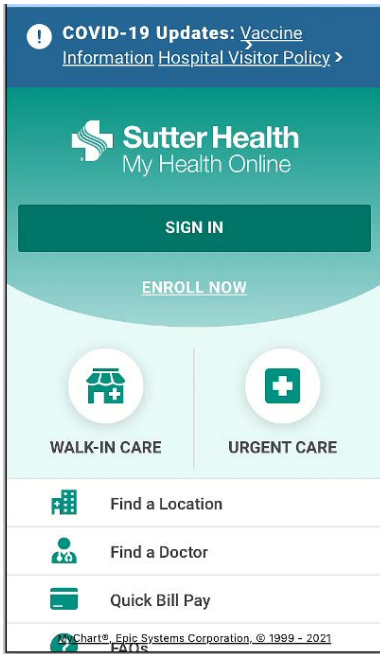 COVID-19 Updates: Vaccine
Information Hospital Visitor Policy >
Sutter Health
My Health Online
SIGN IN
ENROLL NOW
WALK-IN CARE
URGENT CARE
Find a Location
Find a Doctor
Quick Bill Pay
MyChart®, Epic Systems Corporation, © 1999 - 2021
FAQs